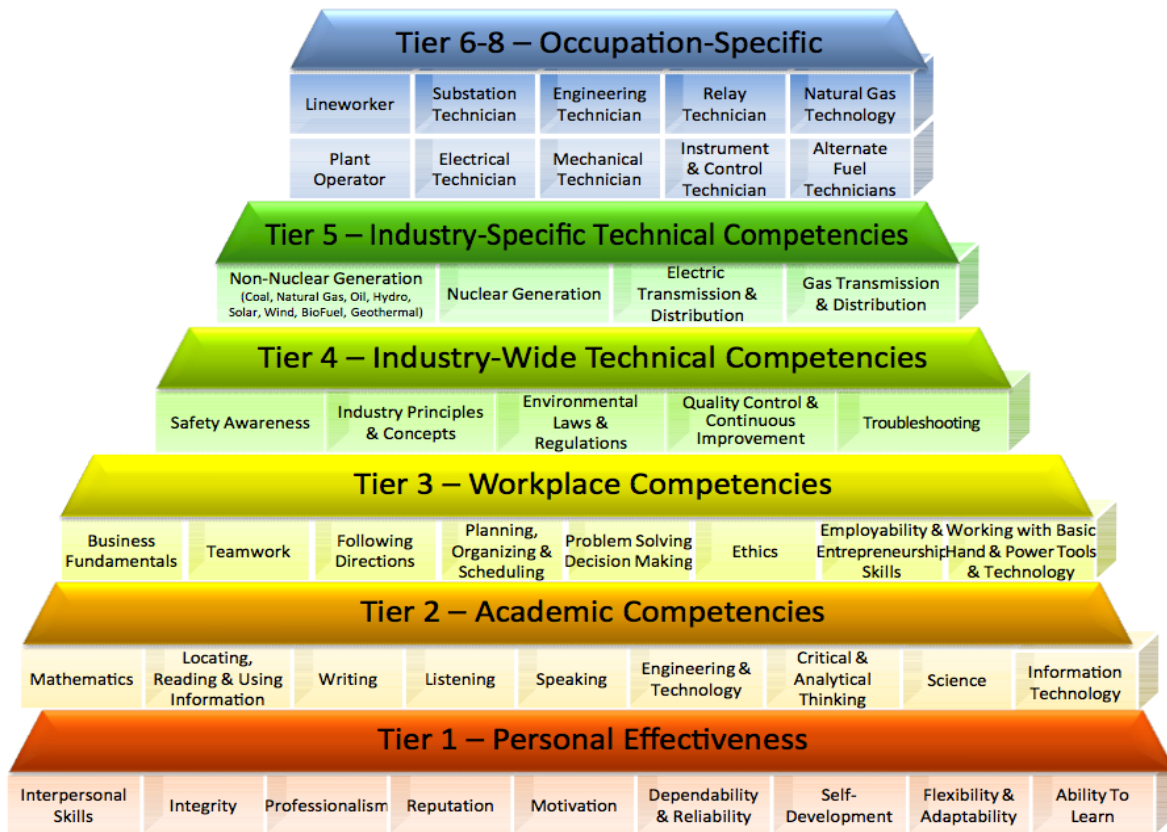 Tier 6-8 – Occupation-Specific
Lineworker
Substation
Technician
Engineering
Technician
Relay
Technician
Natural Gas
Technology
Plant
Operator
Electrical
Technician
Mechanical
Technician
Instrument
& Control
Technician
Alternate
Fuel
Technicians
Tier 5 – Industry-Specific Technical Competencies
Non-Nuclear Generation
(Coal, Natural Gas, Oil, Hydro,
Solar, Wind, BioFuel, Geothermal)
Nuclear Generation
Electric
Transmission &
Distribution
Gas Transmission
& Distribution
Tier 4 – Industry-Wide Technical Competencies
Safety Awareness
Industry Principles
& Concepts
Environmental
Laws &
Regulations
Quality Control &
Continuous
Improvement
Troubleshooting
Tier 3 – Workplace Competencies
Business
Fundamentals
Teamwork
Following
Directions
Planning,
Organizing &
Scheduling
Problem Solving
Decision Making
Ethics
Employability &
Entrepreneurship
Skills
Working with Basic
Hand & Power Tools
& Technology
Tier 2 – Academic Competencies
Mathematics
Locating,
Reading & Using
Information
Writing
Listening
Speaking
Engineering &
Technology
Critical &
Analytical
Thinking
Science
Information
Technology
Tier 1 – Personal Effectiveness
Interpersonal
Skills
Integrity
Professionalism
Reputation
Motivation
Dependability
& Reliability
Self-
Development
Flexibility &
Adaptability
Ability To
Learn